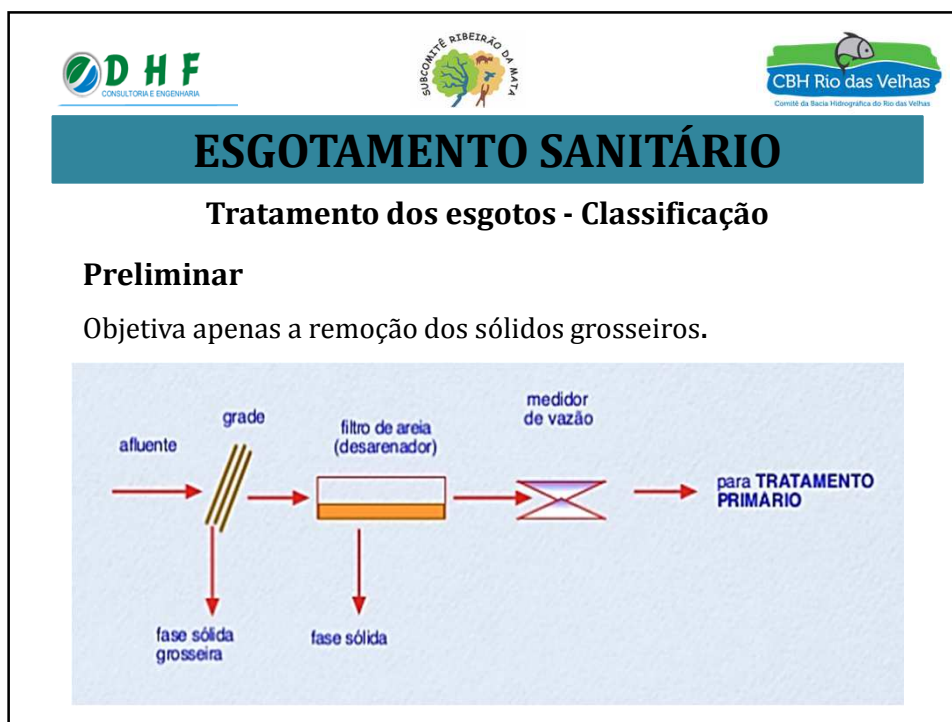 DHF
CONSULTORIA E ENGENHARIA
SUBCOMITÊ RIBEIRÃO DA MATA
CBH Rio das Velhas
Comitê da Bacia Hidrográfica do Rio das Velhas
ESGOTAMENTO SANITÁRIO
Tratamento dos esgotos - Classificação
Preliminar
Objetiva apenas a remoção dos sólidos grosseiros.
afluente
grade
filtro de areia
(desarenador)
medidor
de vazão
para TRATAMENTO
PRIMÁRIO
fase sólida
grosseira
fase sólida